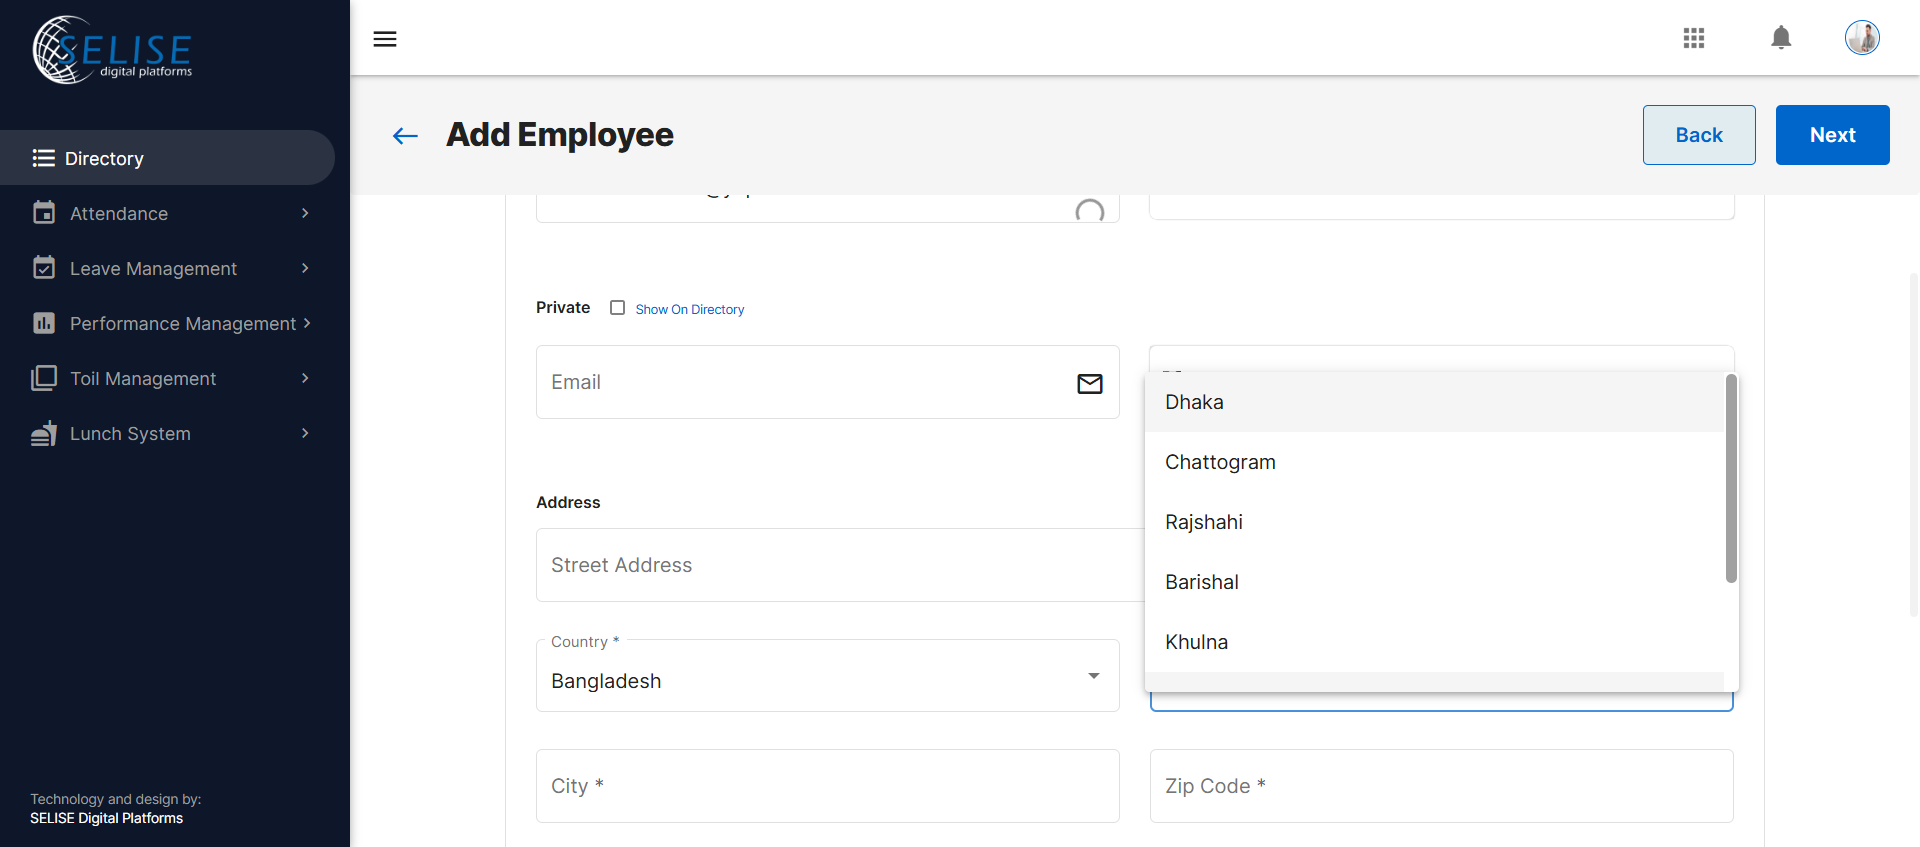 SELISE
digital platforms
Directory
Attendance
Leave Management
Performance Management
Toil Management
Lunch System
Technology and design by:
SELISE Digital Platforms
Add Employee
Back
Next
Private
Show On Directory
Email
Address
Street Address
Country *
Bangladesh
City *
Zip Code *
Dhaka
Chattogram
Rajshahi
Barishal
Khulna